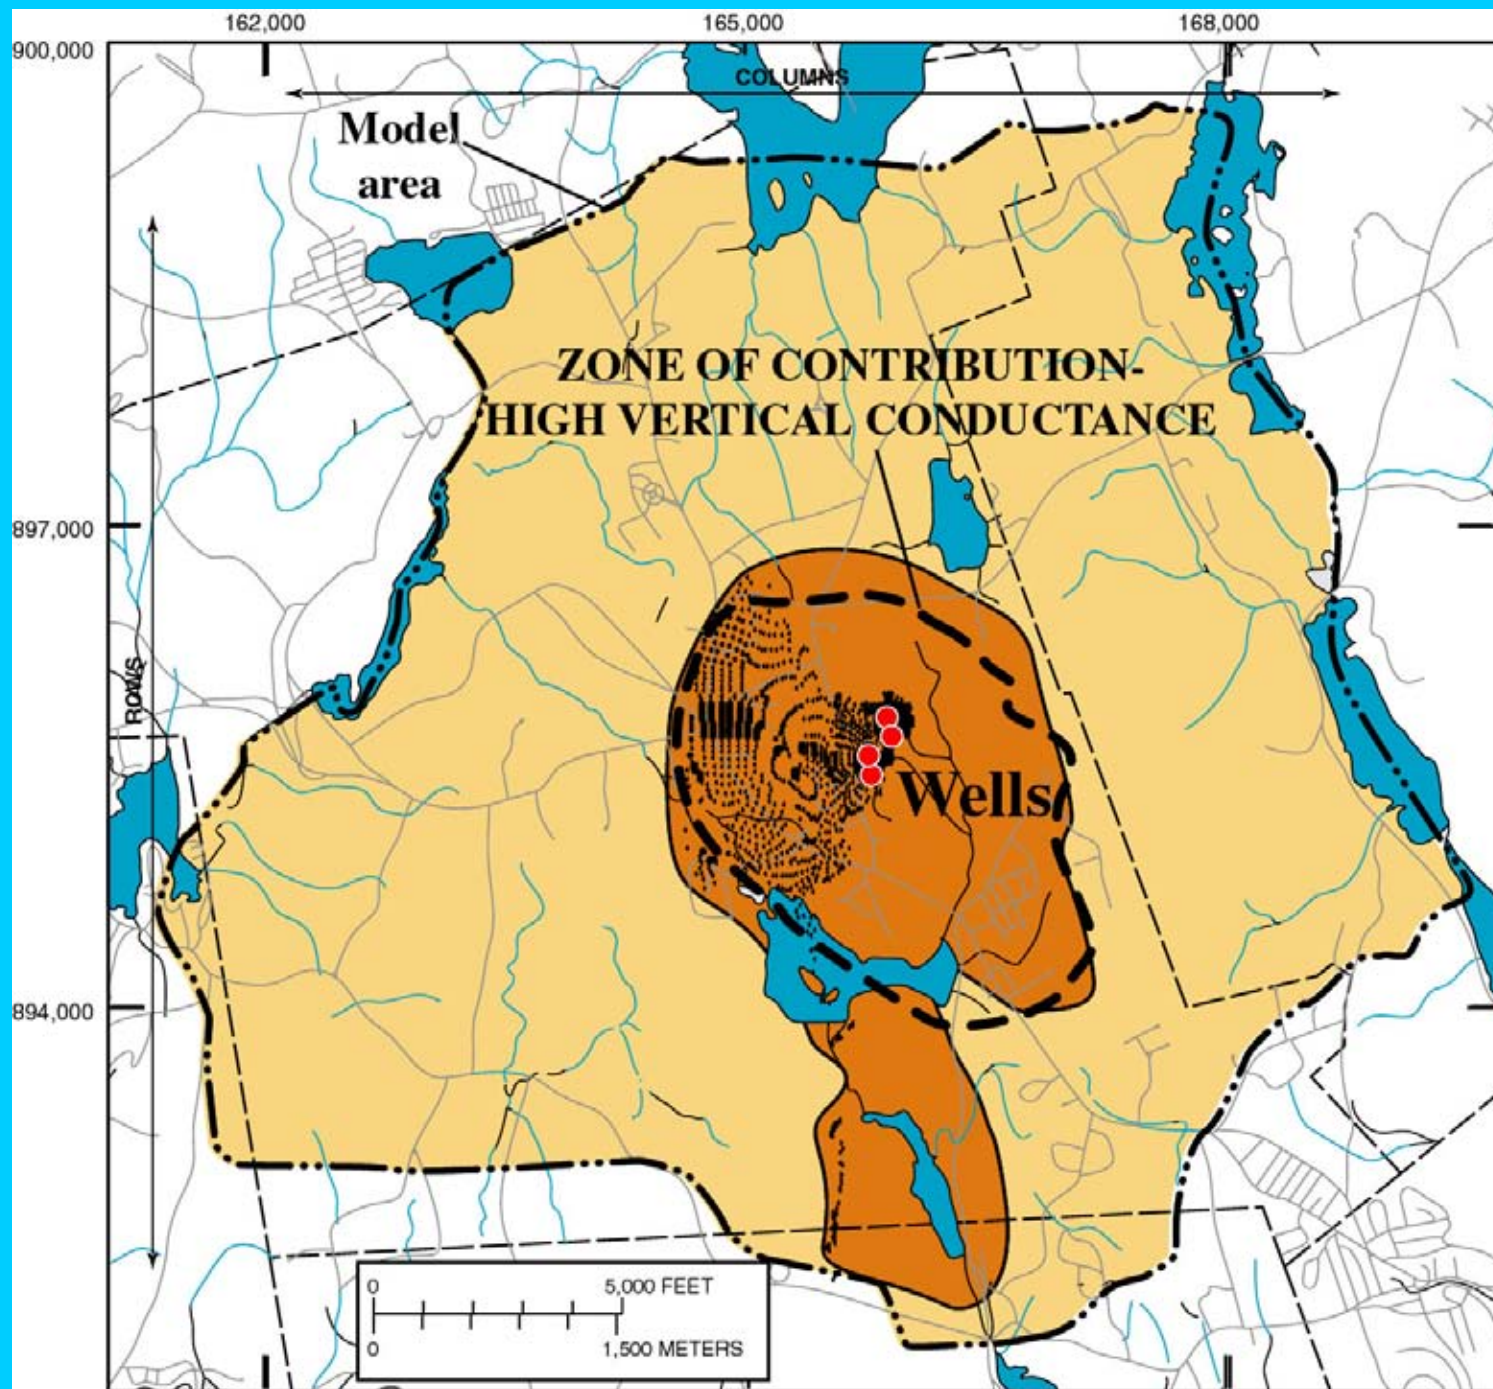 162,000 165,000 168,000
900,000
COLUMNS
Model
area
ZONE OF CONTRIBUTION-
HIGH VERTICAL CONDUCTANCE
897,000
ROWS
Wells
894,000
0 5,000 FEET
0 1,500 METERS